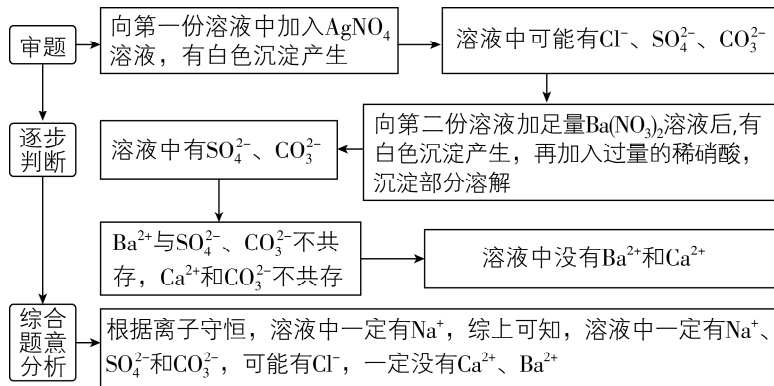 审题
向第一份溶液中加入AgNO₄
溶液，有白色沉淀产生
溶液中可能有Cl⁻、SO₄²⁻、CO₃²⁻
逐步
判断
向第二份溶液加足量Ba(NO₃)₂溶液后,有
白色沉淀产生，再加入过量的稀硝酸，
沉淀部分溶解
溶液中有SO₄²⁻、CO₃²⁻
Ba²⁺与SO₄²⁻、CO₃²⁻不共
存，Ca²⁺和CO₃²⁻不共存
溶液中没有Ba²⁺和Ca²⁺
综合
题意
分析
根据离子守恒，溶液中一定有Na⁺，综上可知，溶液中一定有Na⁺、
SO₄²⁻和CO₃²⁻，可能有Cl⁻，一定没有Ca²⁺、Ba²⁺